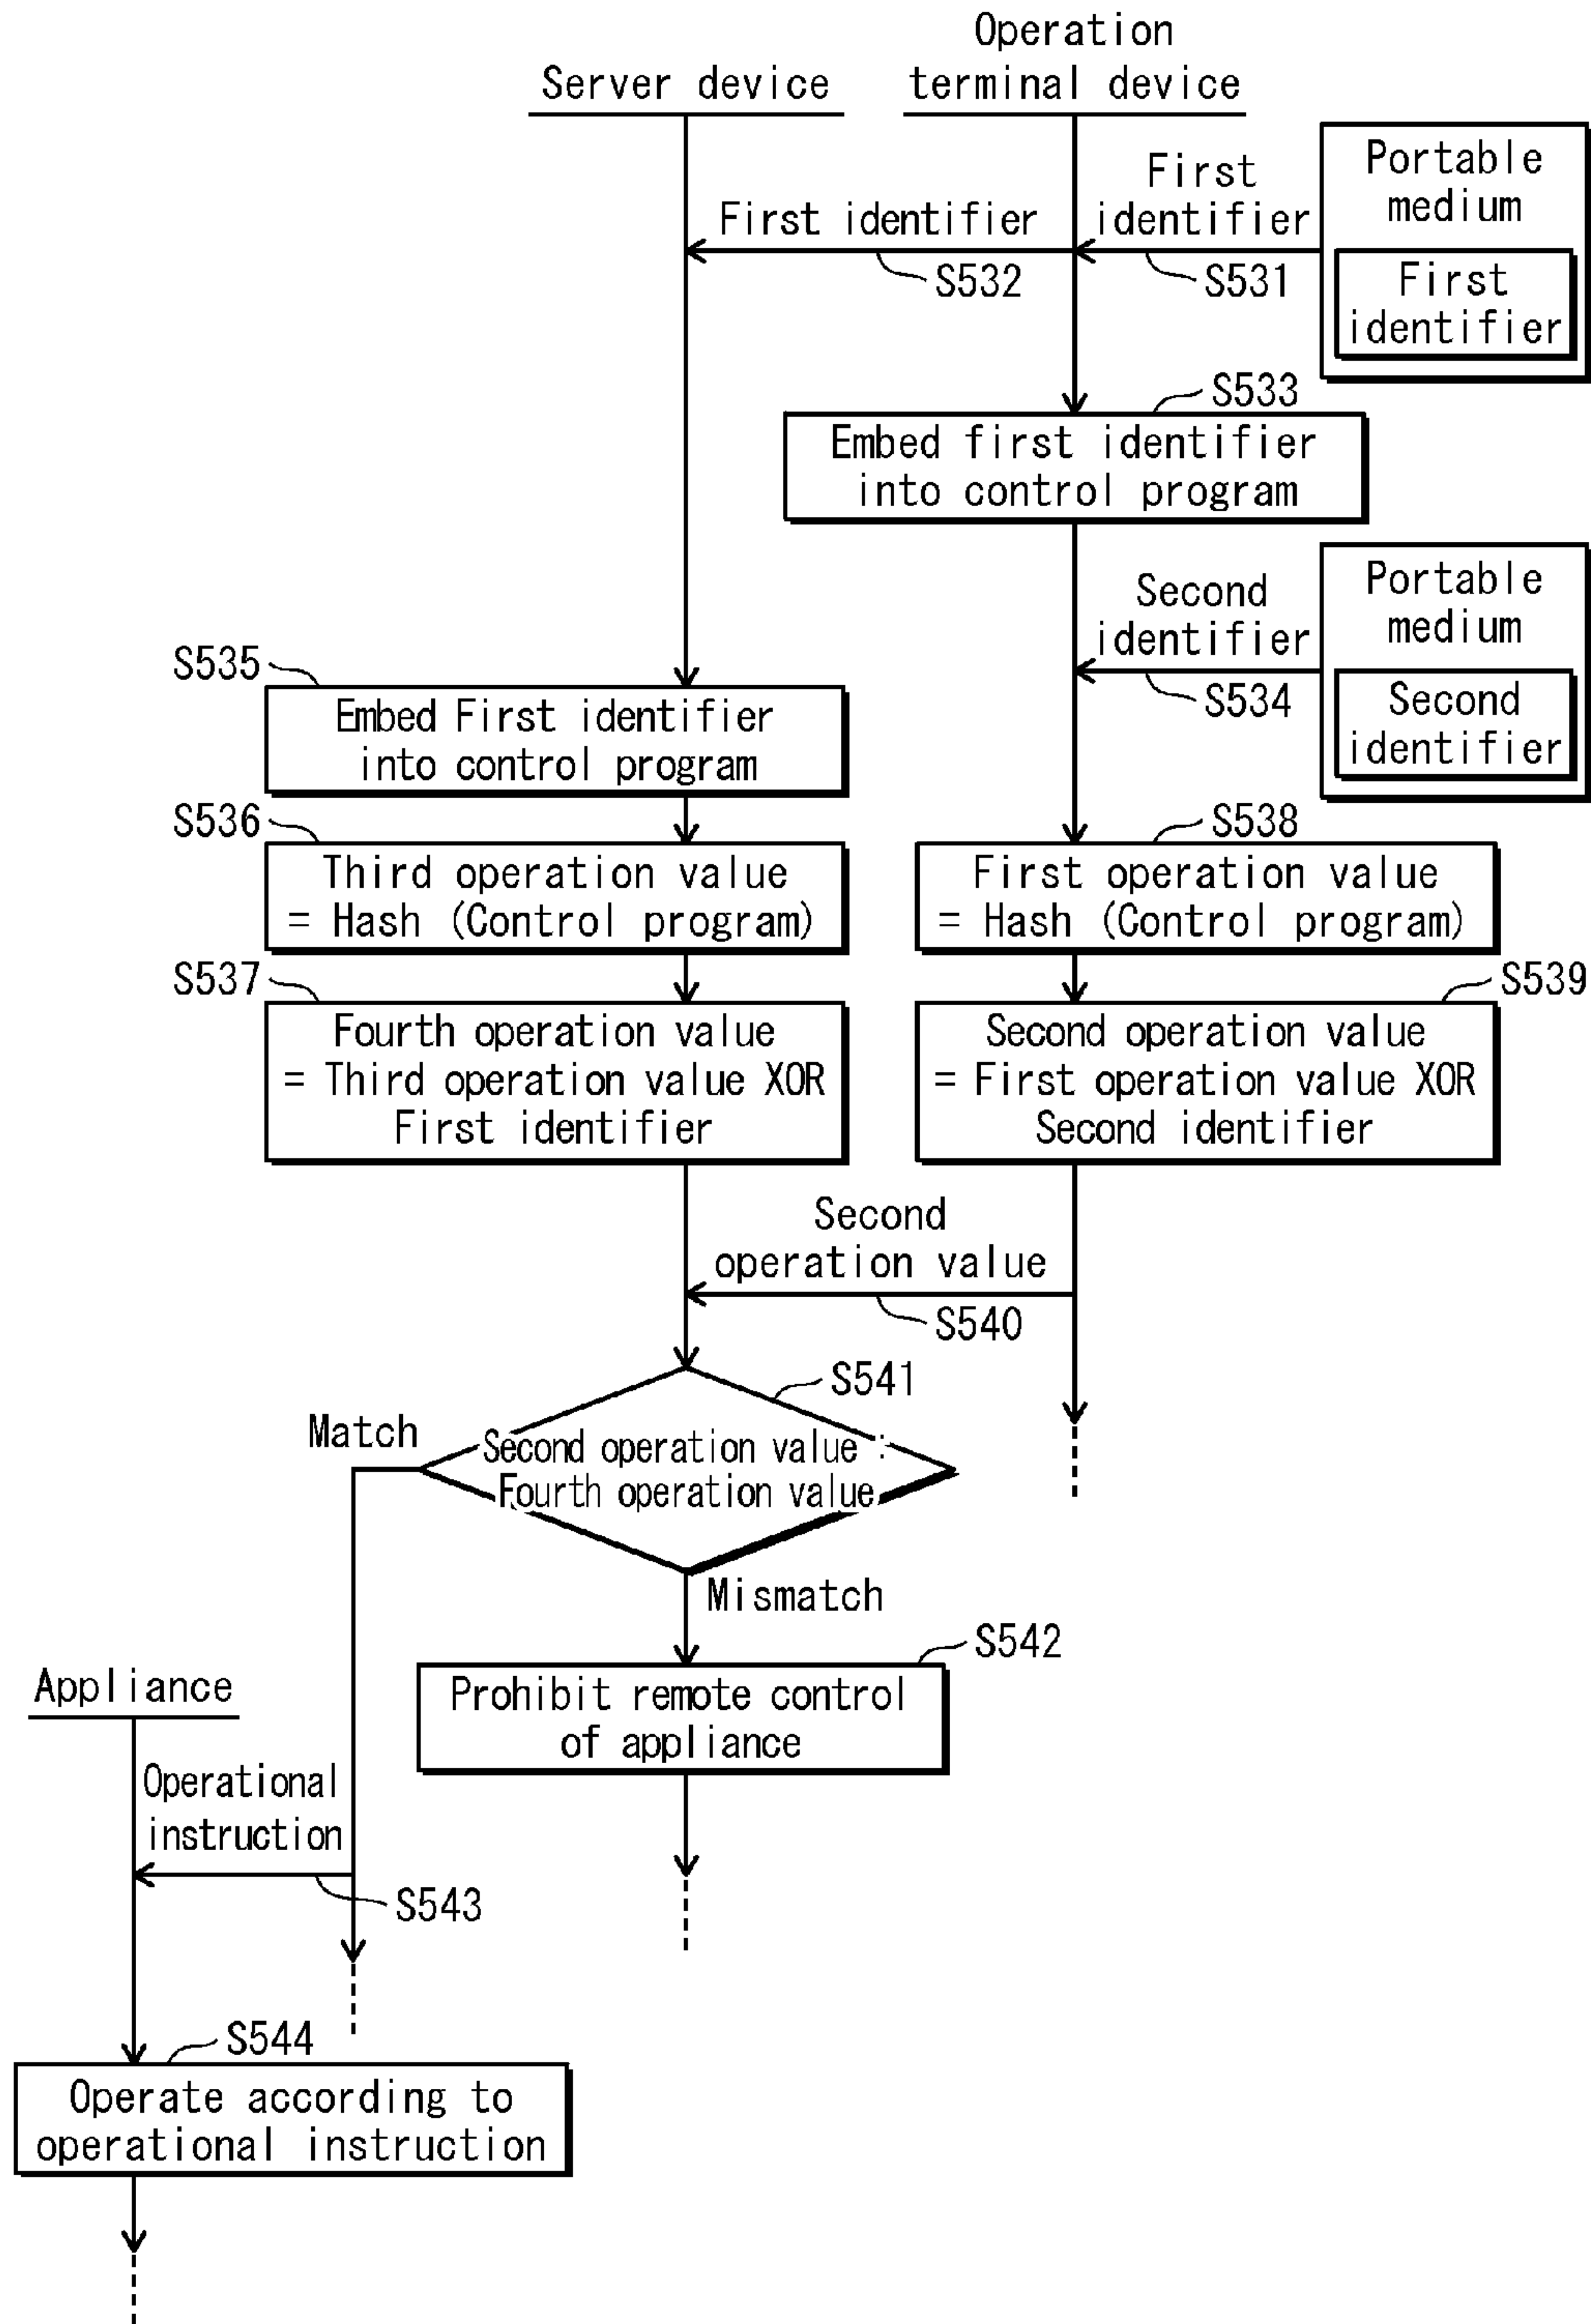 Operation
Server device
terminal device
Portable
medium
First
identifier
First identifier
First
identifier
S532
S531
S533
Embed first identifier
into control program
Portable
medium
Second
identifier
Second
identifier
S534
S535
Embed First identifier
into control program
S536
Third operation value
= Hash (Control program)
S538
First operation value
= Hash (Control program)
S537
Fourth operation value
= Third operation value XOR
First identifier
S539
Second operation value
= First operation value XOR
Second identifier
Second
operation value
S540
S541
Match
Second operation value :
Fourth operation value
Mismatch
S542
Prohibit remote control
of appliance
Appliance
Operational
instruction
S543
S544
Operate according to
operational instruction